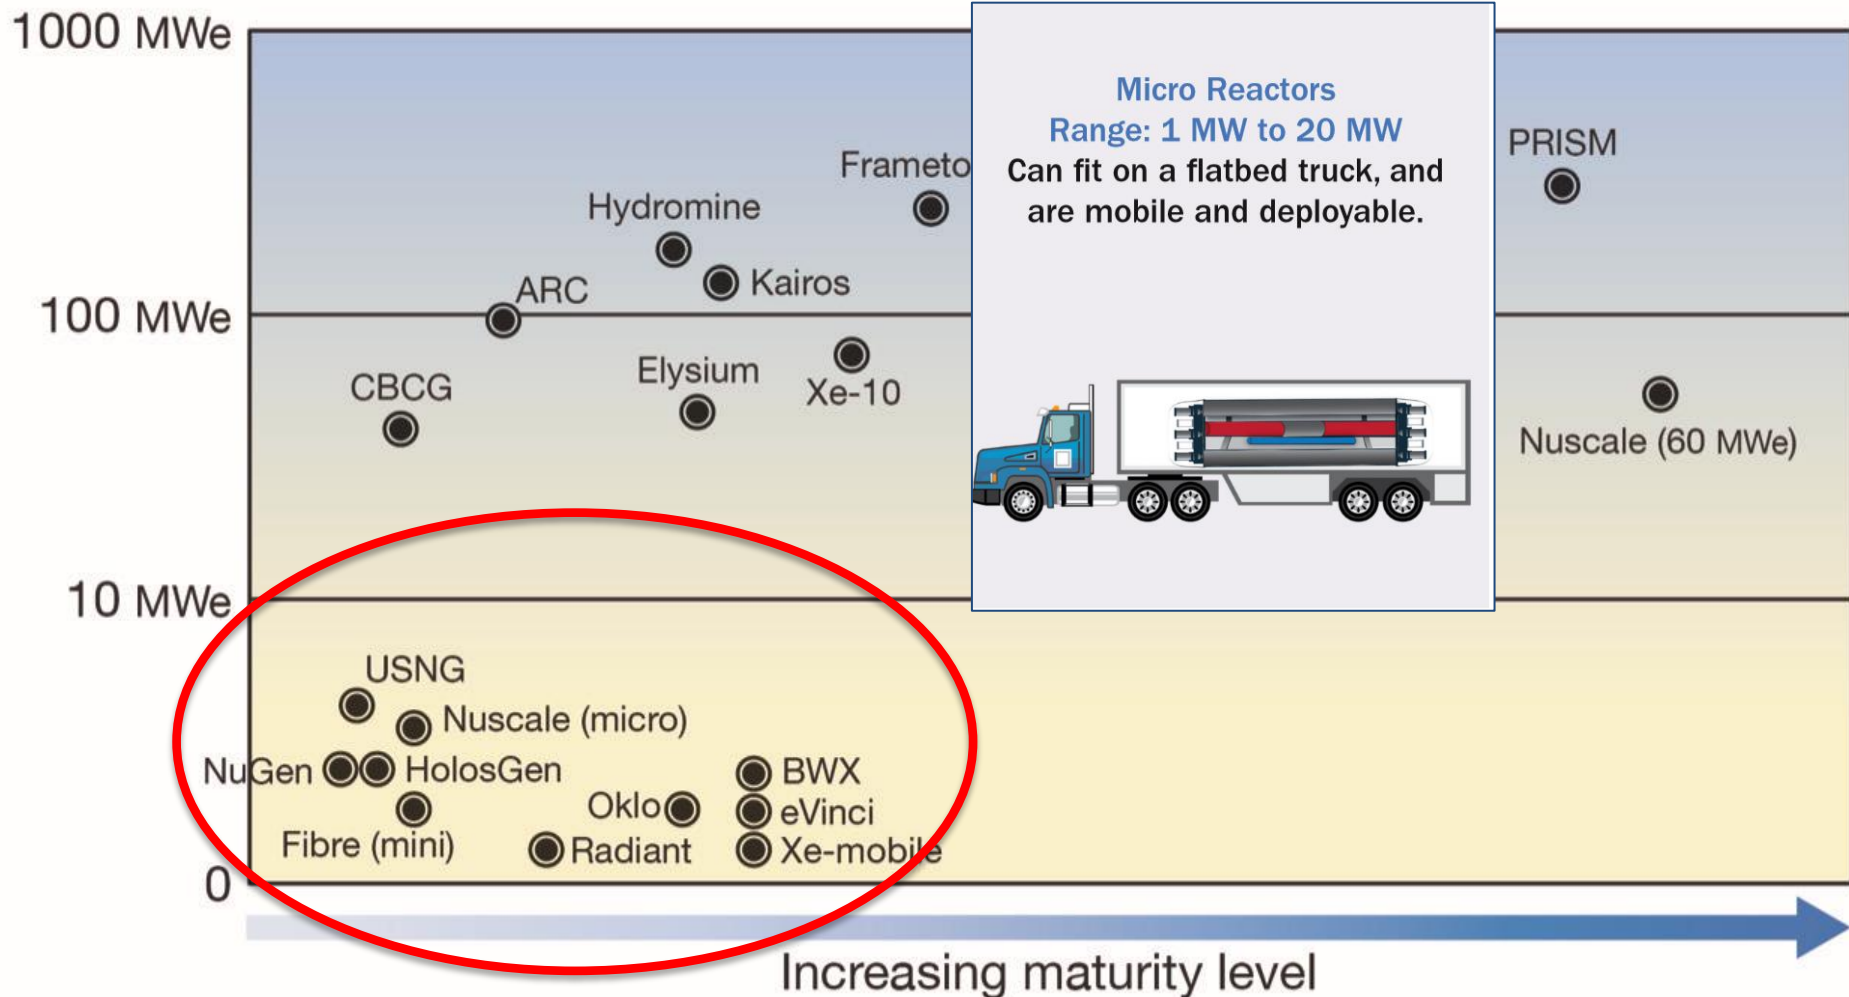 1000 MWe
Micro Reactors
Range: 1 MW to 20 MW
Can fit on a flatbed truck, and
are mobile and deployable.
PRISM
Frameto
Hydromine
Kairos
ARC
100 MWe
Elysium
Xe-10
CBCG
Nuscale (60 MWe)
10 MWe
USNG
Nuscale (micro)
NuGen
HolosGen
BWX
Oklo
eVinci
Fibre (mini)
Radiant
Xe-mobile
0
Increasing maturity level